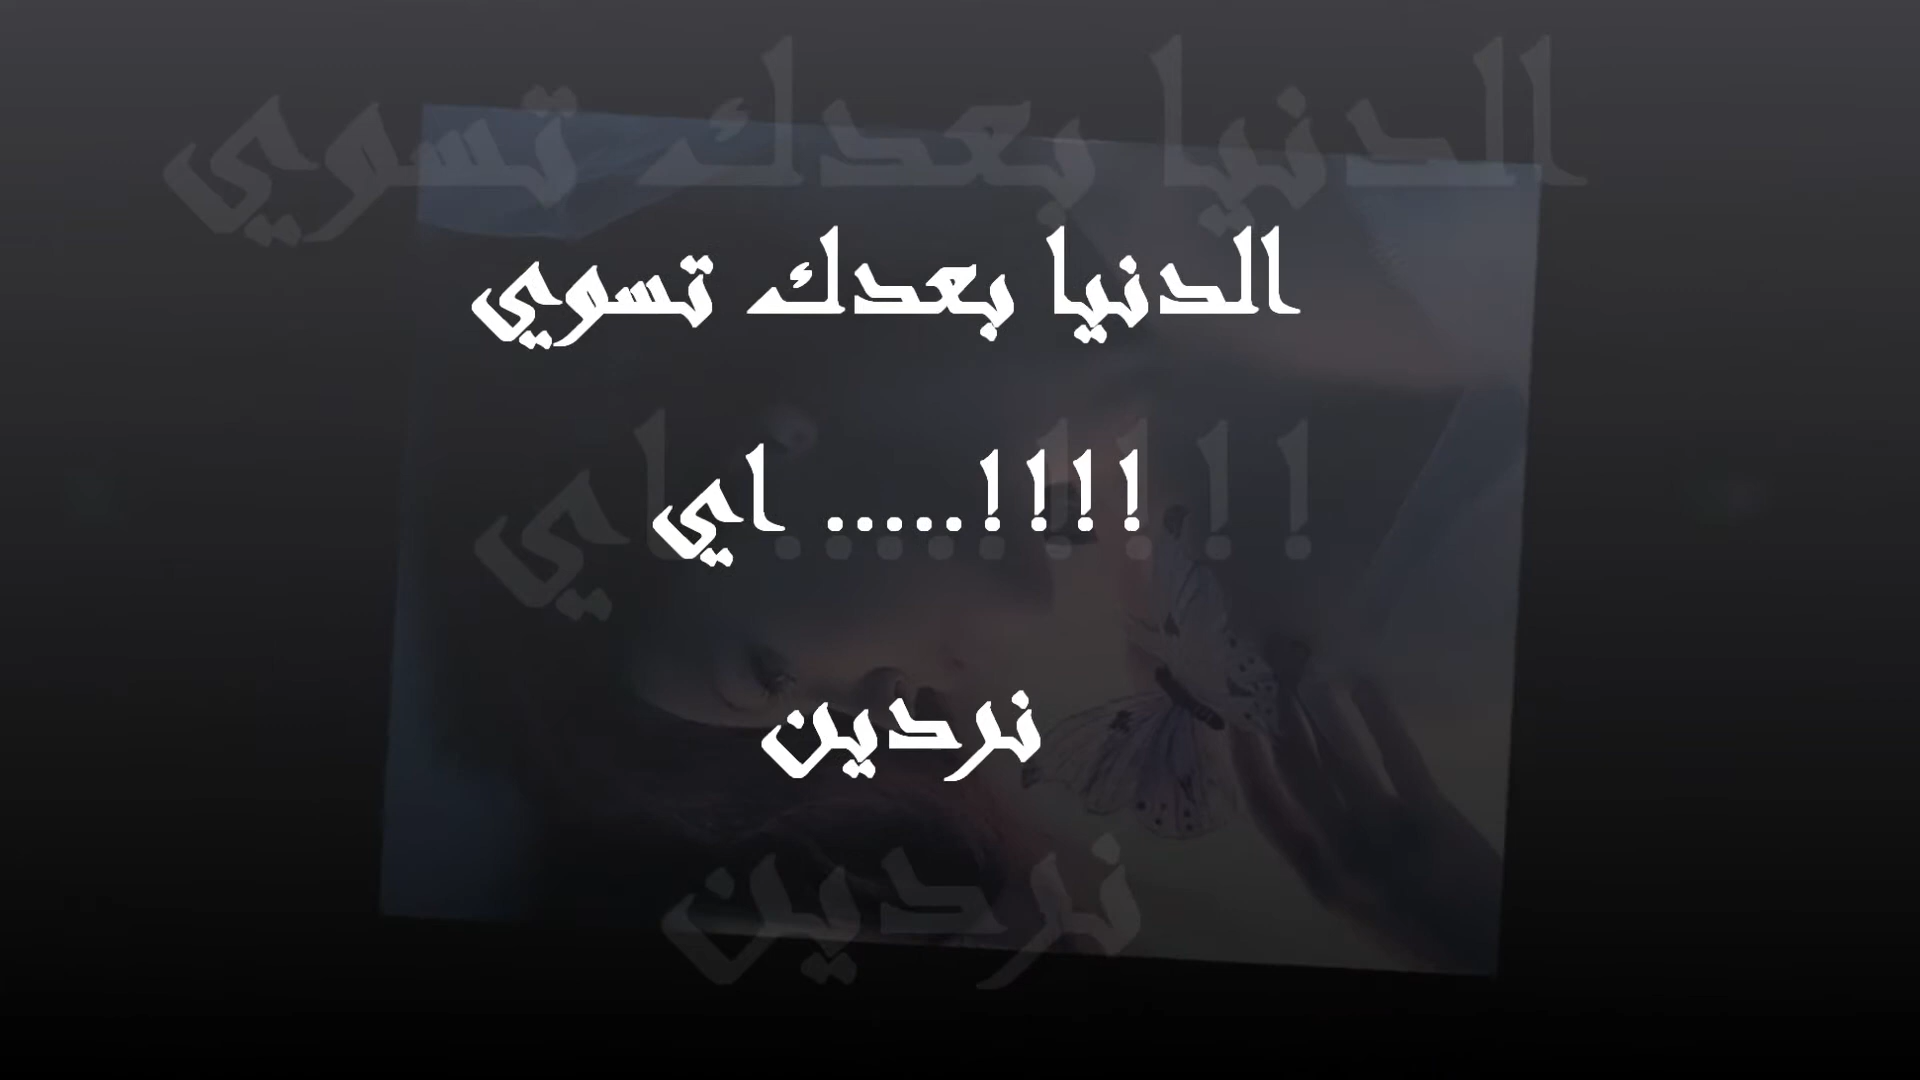 الدنيا بعدك تسوي
اي .....!!!!
نردين